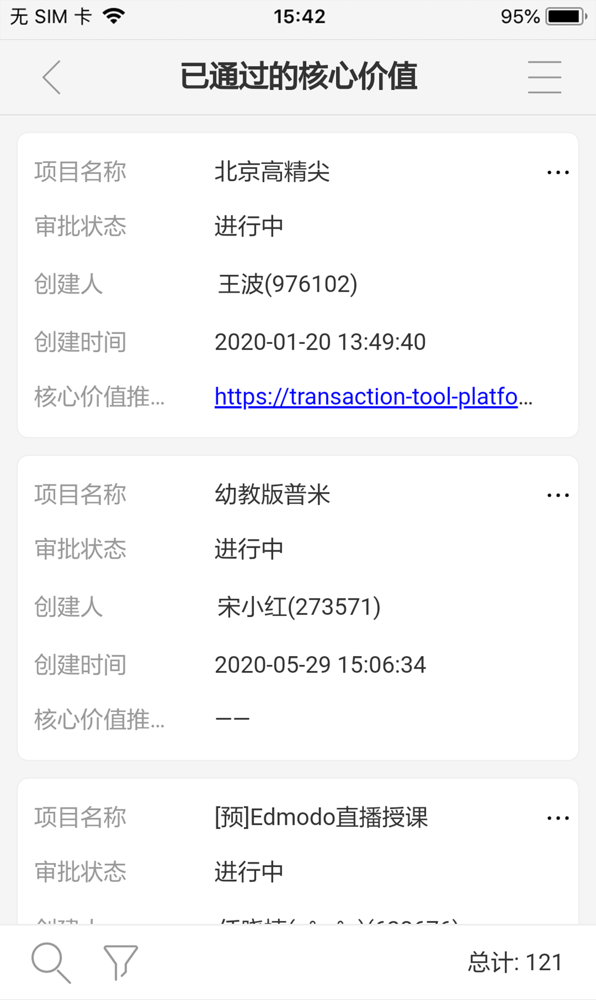 无 SIM 卡 15:42 95%
已通过的核心价值
项目名称 北京高精尖
审批状态 进行中
创建人 王波(976102)
创建时间 2020-01-20 13:49:40
核心价值推... https://transaction-tool-platfo...
项目名称 幼教版普米
审批状态 进行中
创建人 宋小红(273571)
创建时间 2020-05-29 15:06:34
核心价值推... ——
项目名称 [预]Edmodo直播授课
审批状态 进行中
创建人
总计: 121